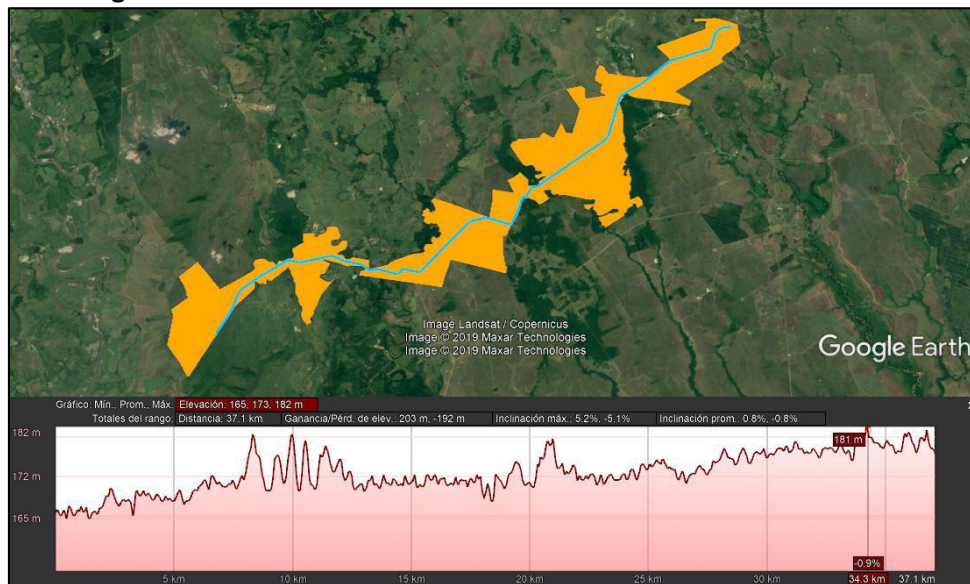 Image Landsat / Copernicus
Image © 2019 Maxar Technologies
Image © 2019 Maxar Technologies
Google Earth
Gráfico: Mín., Prom., Máx. Elevación: 165, 173, 182 m
Totales del rango: Distancia: 37.1 km Ganancia/Pérd. de elev.: 203 m, -192 m Inclinación máx.: 5.2%, -5.1% Inclinación prom.: 0.8%, -0.8%
182 m
181 m
172 m
165 m
-0.9%
5 km 10 km 15 km 20 km 25 km 30 km 34.3 km 37.1 km